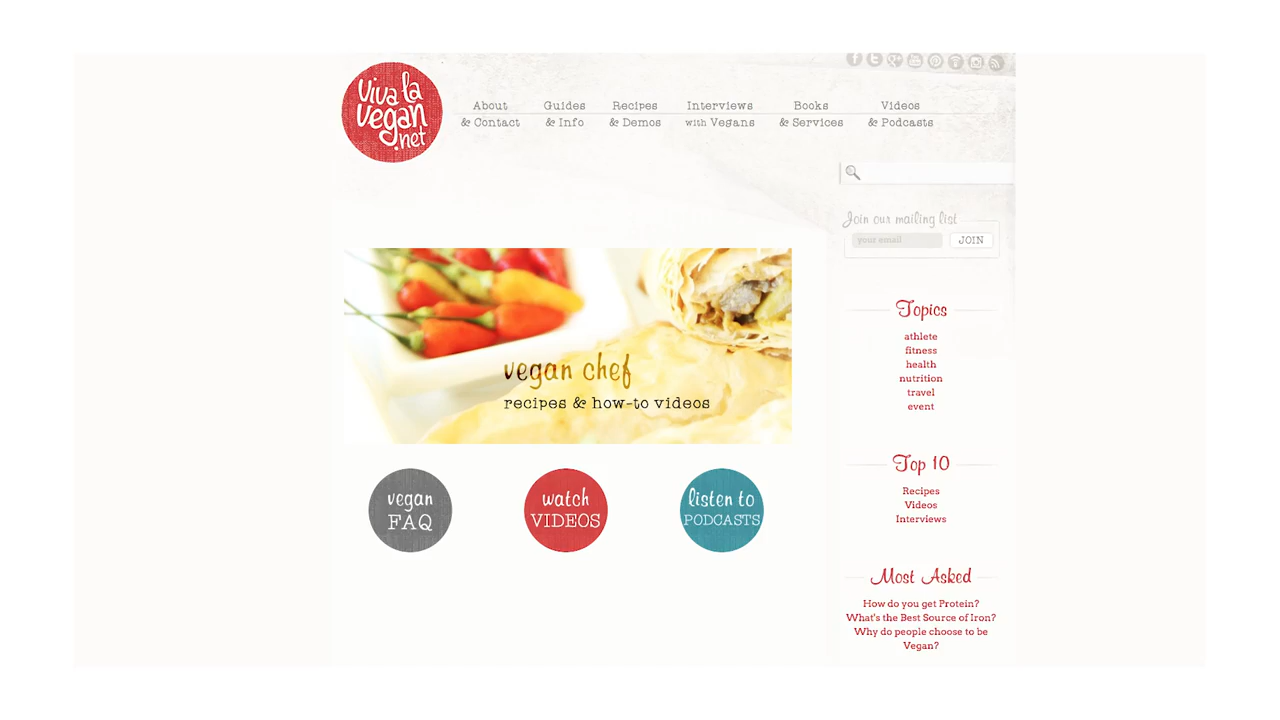 viva la
vegan
.net
About
& Contact
Guides
& Info
Recipes
& Demos
Interviews
with Vegans
Books
& Services
Videos
& Podcasts
Join our mailing list
your email
JOIN
vegan chef
recipes & how-to videos
vegan
FAQ
watch
VIDEOS
listen to
PODCASTS
Topics
athlete
fitness
health
nutrition
travel
event
Top 10
Recipes
Videos
Interviews
Most Asked
How do you get Protein?
What's the Best Source of Iron?
Why do people choose to be
Vegan?